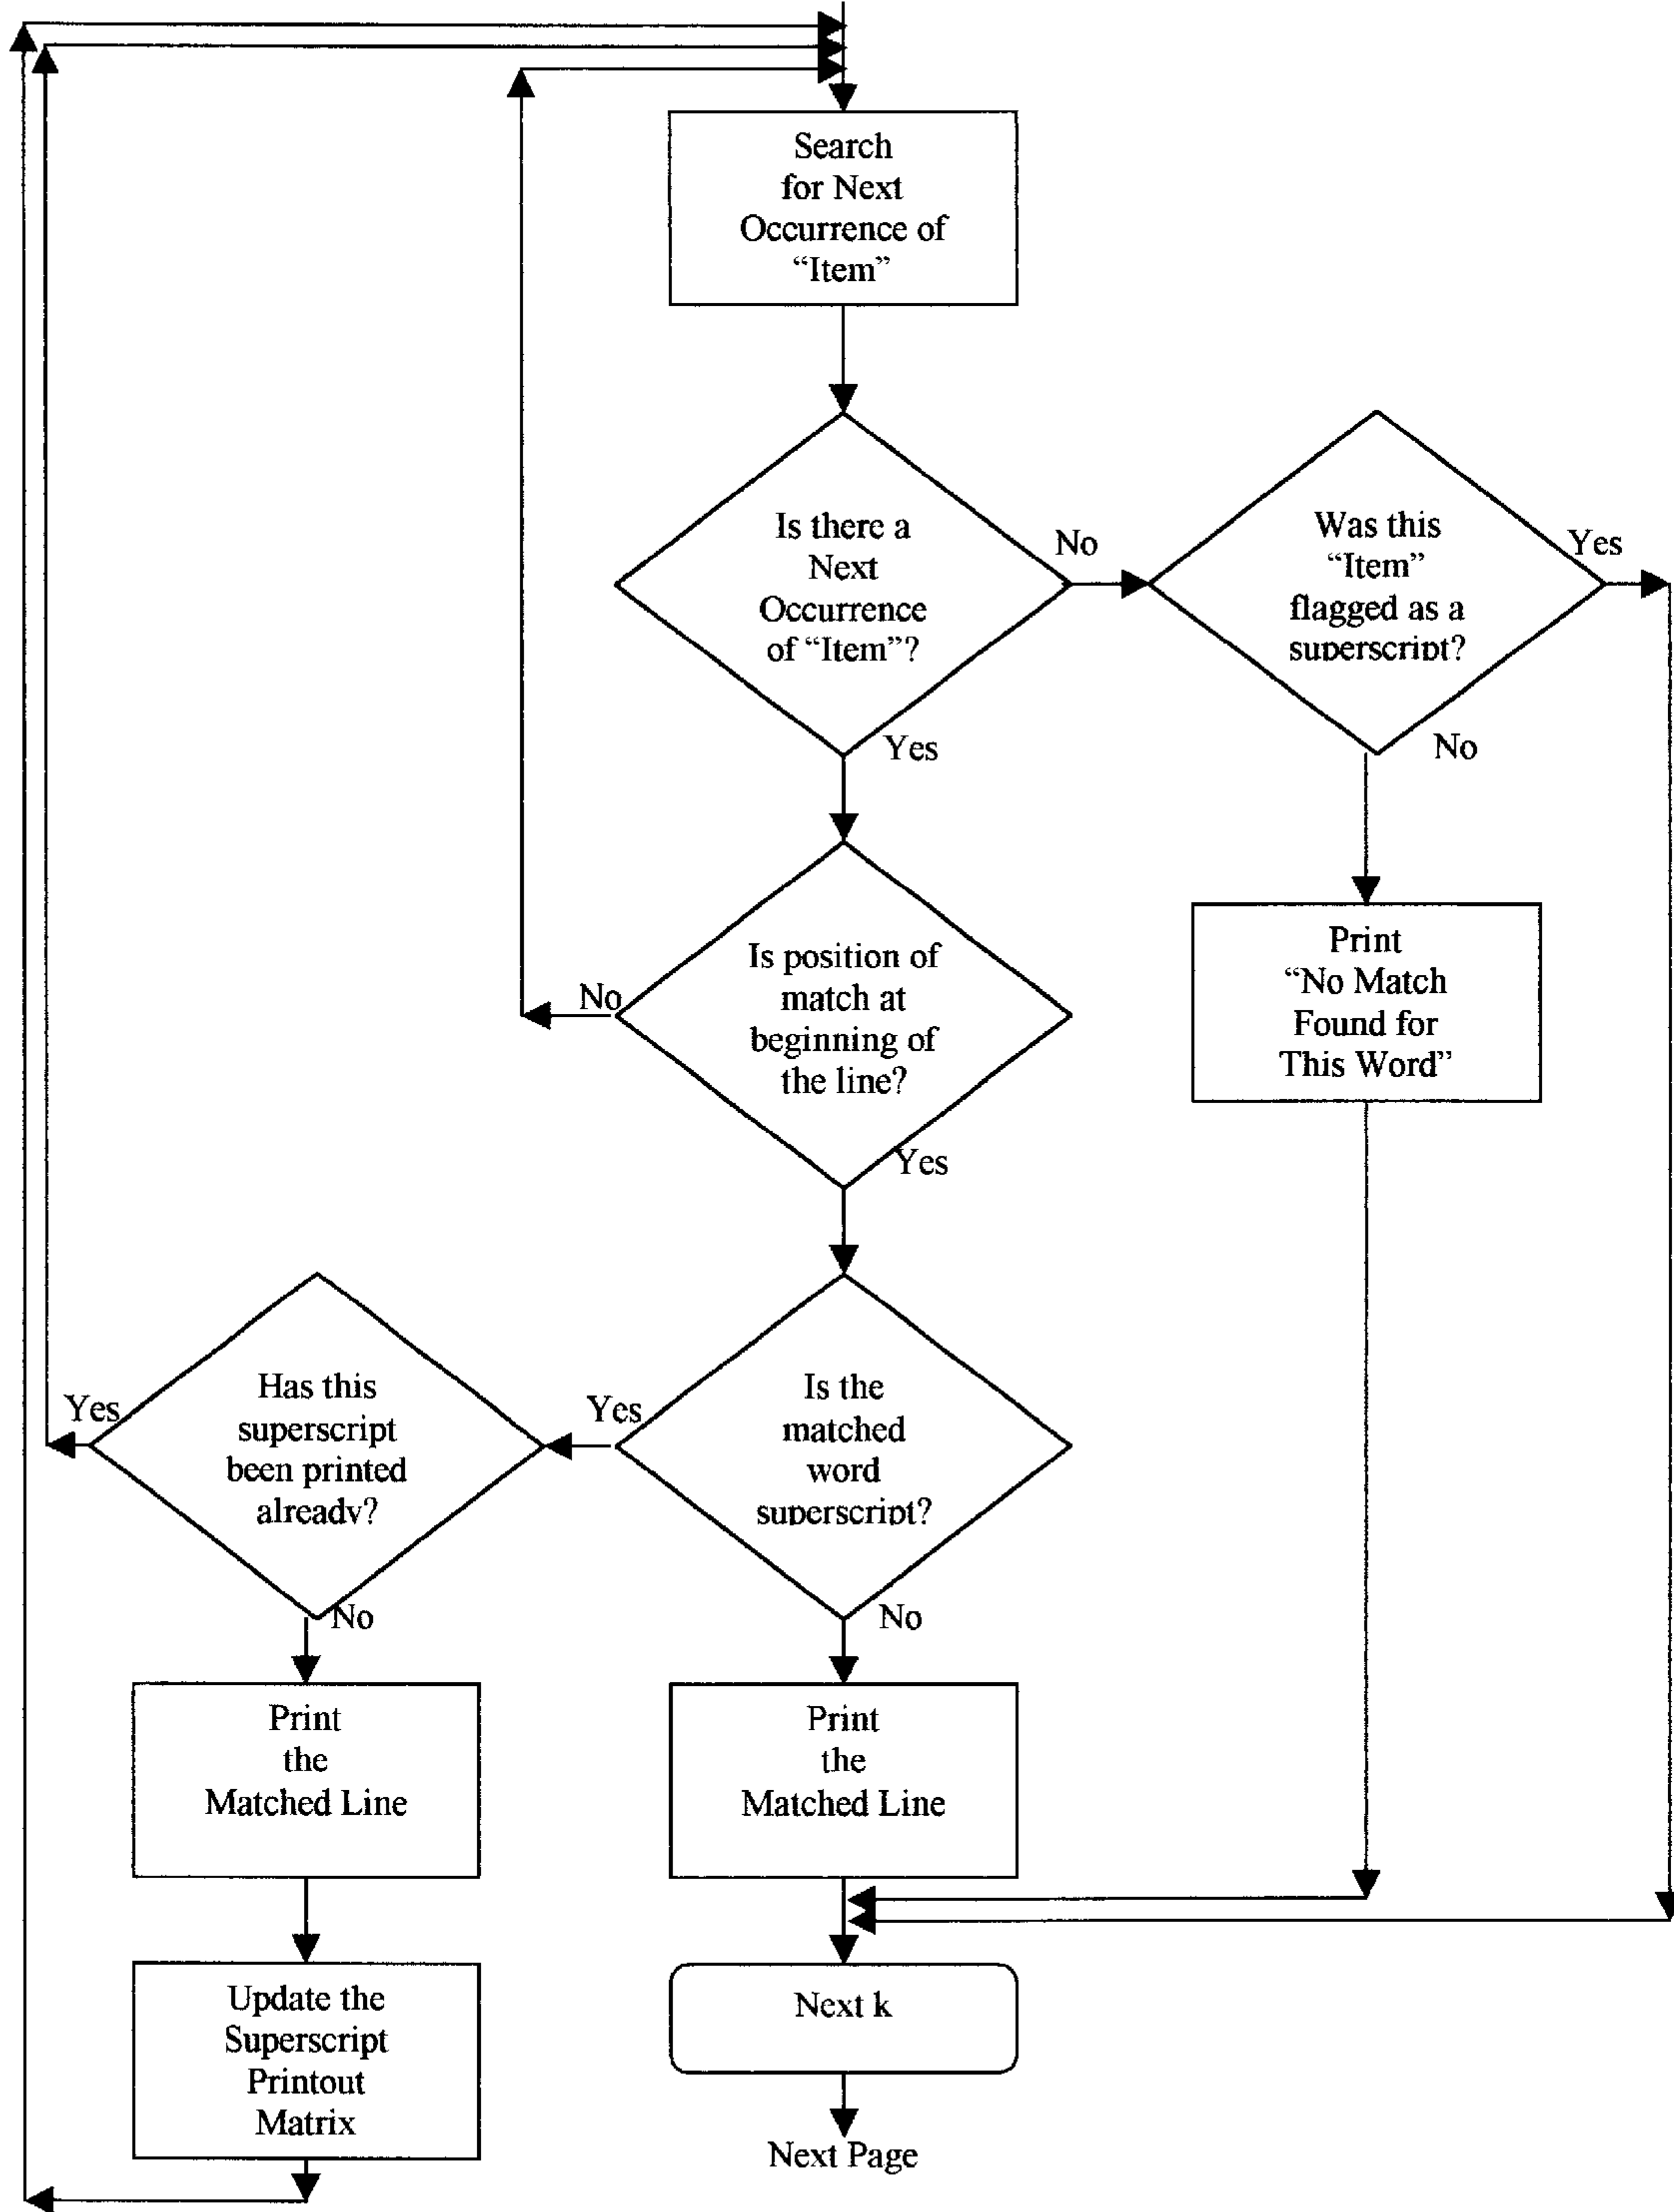 Search
for Next
Occurrence of
“Item”
Is there a
Next
Occurrence
of “Item”?
No
Yes
Was this
“Item”
flagged as a
superscript?
Yes
No
Print
“No Match
Found for
This Word”
Is position of
match at
beginning of
the line?
No
Yes
Is the
matched
word
superscript?
Yes
No
Has this
superscript
been printed
already?
Yes
No
Print
the
Matched Line
Print
the
Matched Line
Update the
Superscript
Printout
Matrix
Next k
Next Page